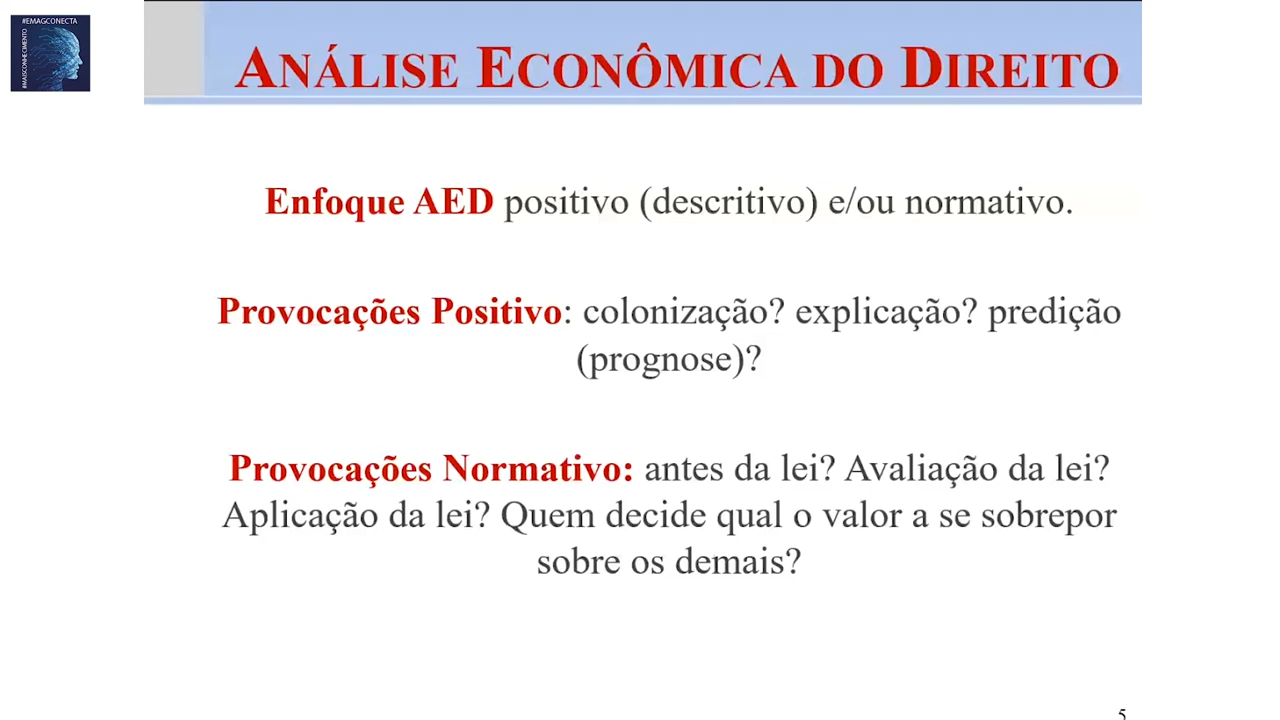 #EMAGCONECTA
#MAISCONHECIMENTO
ANÁLISE ECONÔMICA DO DIREITO
Enfoque AED positivo (descritivo) e/ou normativo.
Provocações Positivo: colonização? explicação? predição
(prognose)?
Provocações Normativo: antes da lei? Avaliação da lei?
Aplicação da lei? Quem decide qual o valor a se sobrepor
sobre os demais?
5